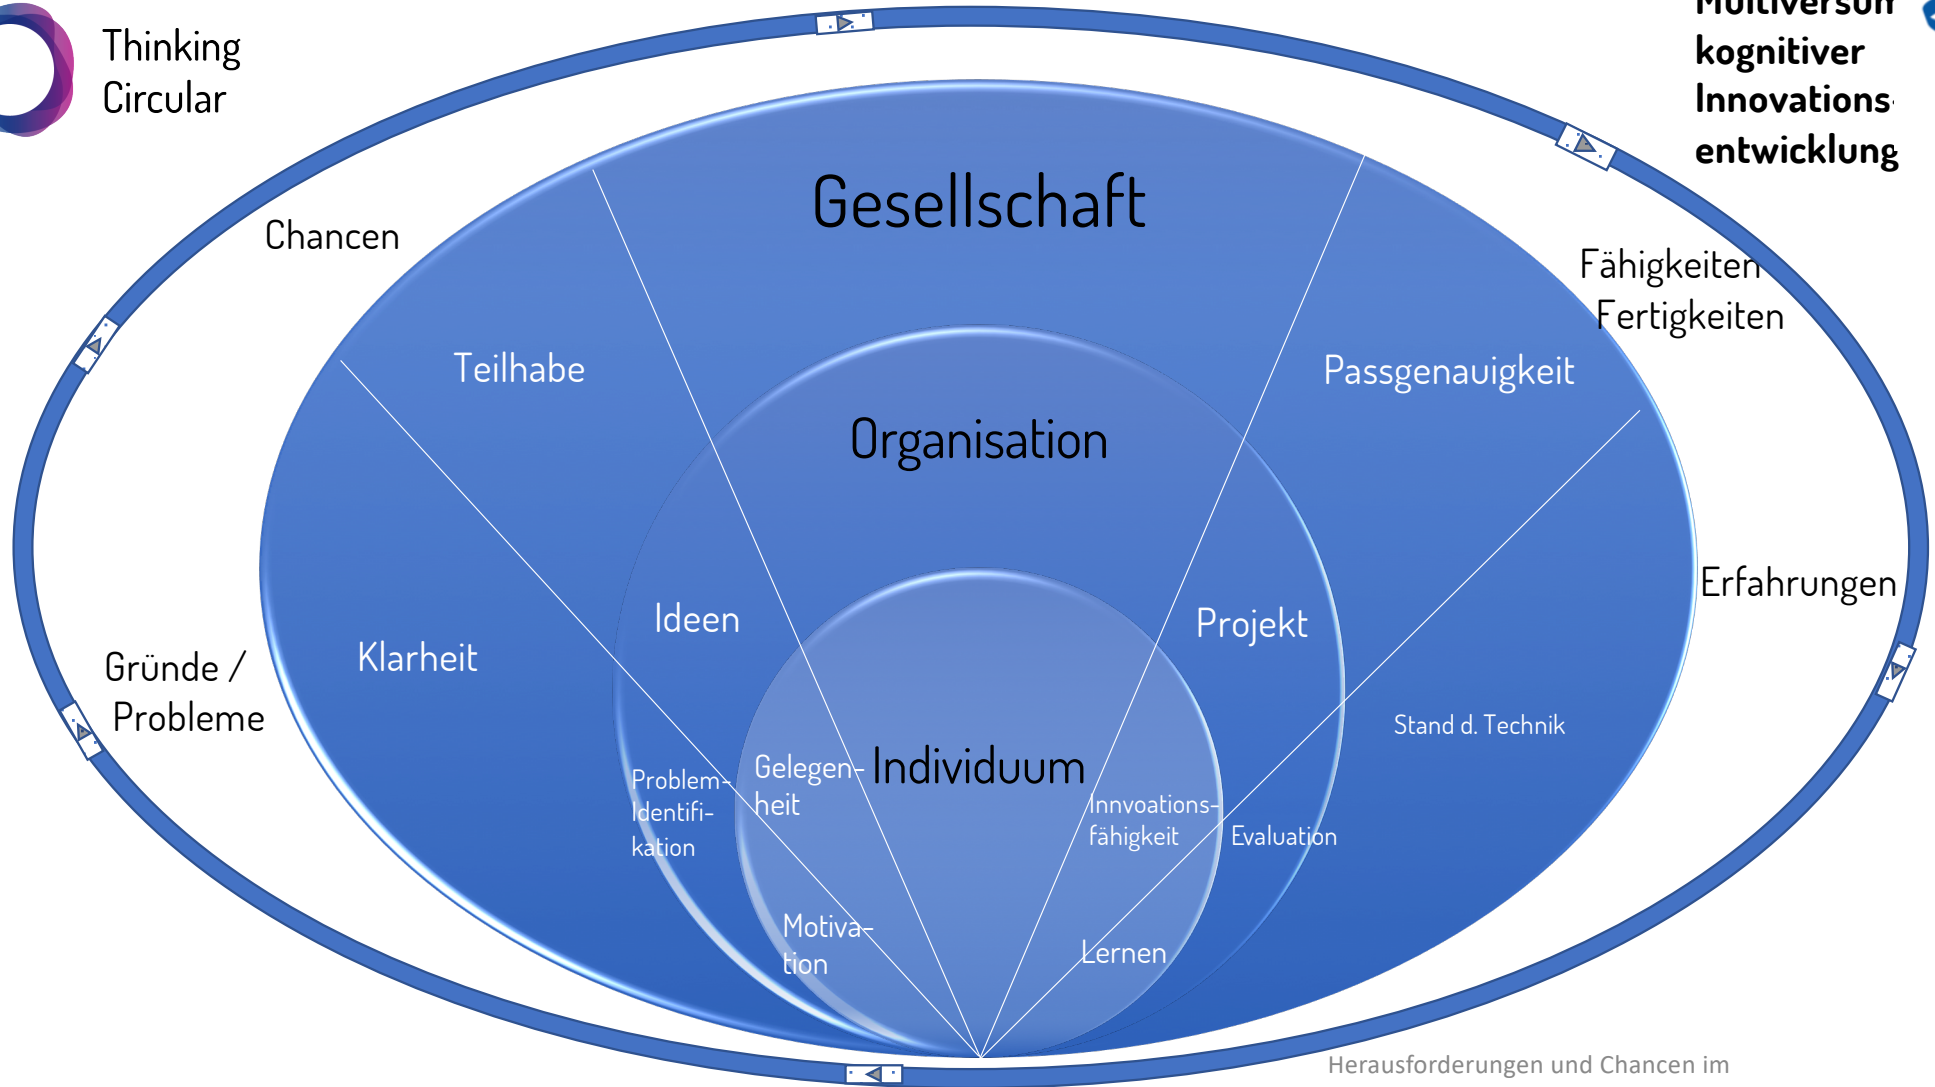 Thinking
Circular
Multiversum
kognitiver
Innovations-
entwicklung
Gesellschaft
Chancen
Fähigkeiten
Fertigkeiten
Teilhabe
Passgenauigkeit
Organisation
Erfahrungen
Ideen
Projekt
Klarheit
Gründe /
Probleme
Stand d. Technik
Individuum
Gelegen-
heit
Problem-
Identifi-
kation
Innvoations-
fähigkeit
Evaluation
Motiva-
tion
Lernen
Herausforderungen und Chancen im